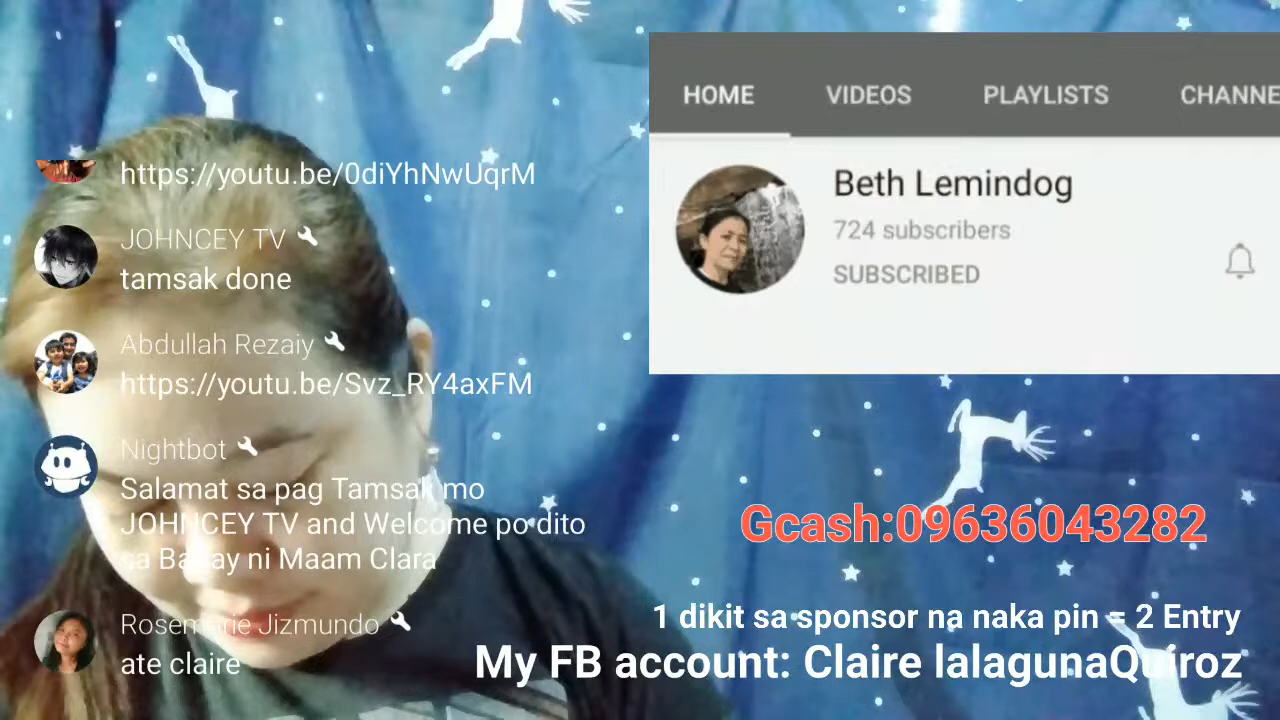 https://youtu.be/0diYhNwUqrM
JOHNCEY TV
tamsak done
Abdullah Rezaiy
https://youtu.be/Svz_RY4axFM
Nightbot
Salamat sa pag Tamsak mo
JOHNCEY TV and Welcome po dito
sa Bahay ni Maam Clara
Rosemarie Jizmundo
ate claire
HOME VIDEOS PLAYLISTS CHANNE
Beth Lemindog
724 subscribers
SUBSCRIBED
Gcash:09636043282
1 dikit sa sponsor na naka pin = 2 Entry
My FB account: Claire lalagunaQuiroz